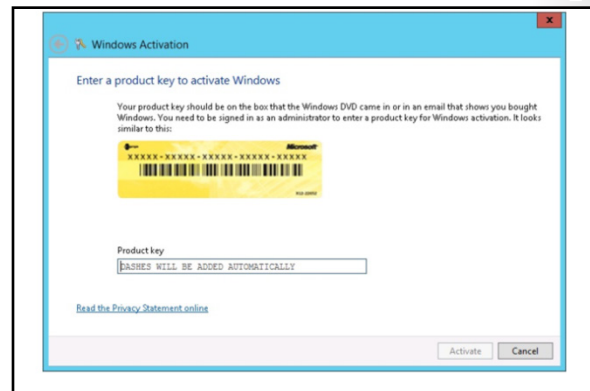 x
Windows Activation
Enter a product key to activate Windows
Your product key should be on the box that the Windows DVD came in or in an email that shows you bought
Windows. You need to be signed in as an administrator to enter a product key for Windows activation. It looks
similar to this:
Microsoft
XXXXX-XXXXX-XXXXX-XXXXX-XXXXX
Product key
DASHES WILL BE ADDED AUTOMATICALLY
Read the Privacy Statement online
Activate Cancel